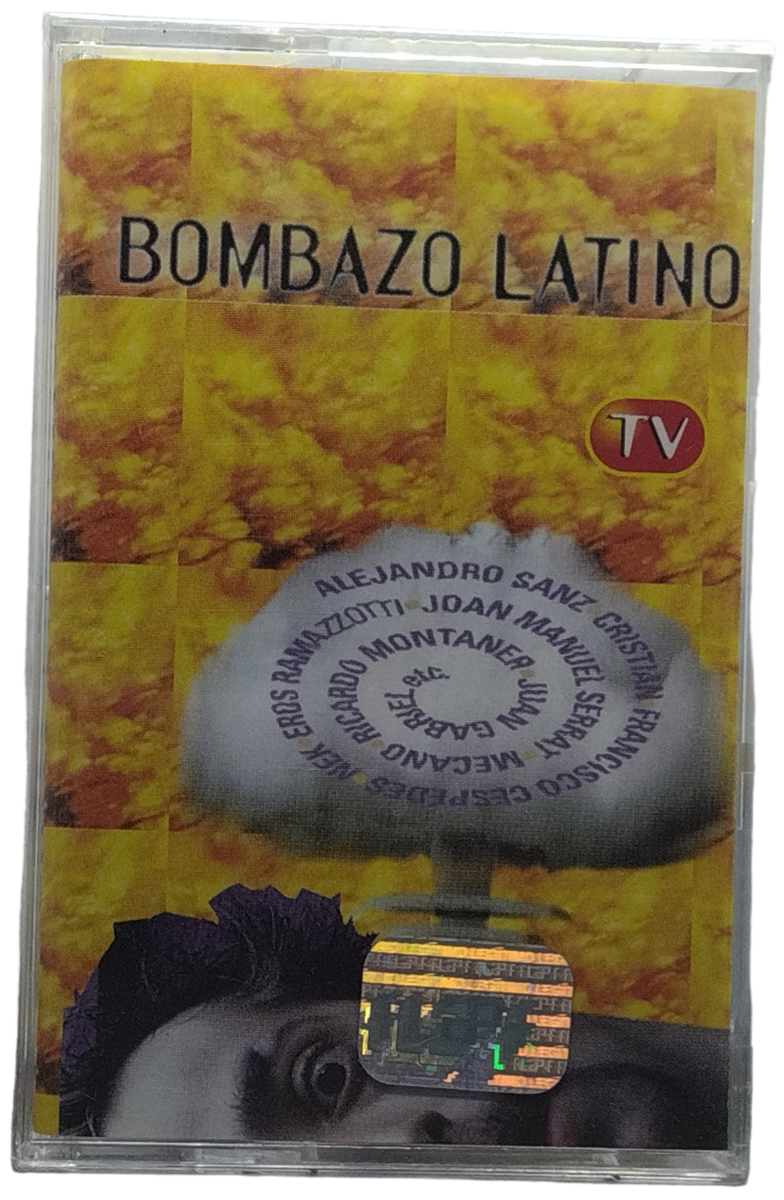 BOMBAZO LATINO
TV
ALEJANDRO SANZ CRISTIAN FRANCISCO CESPEDES • NEK • EROS RAMAZZOTTI • JOAN MANUEL SERRAT • MECANO • RICARDO MONTANER • JUAN GABRIEL etc.